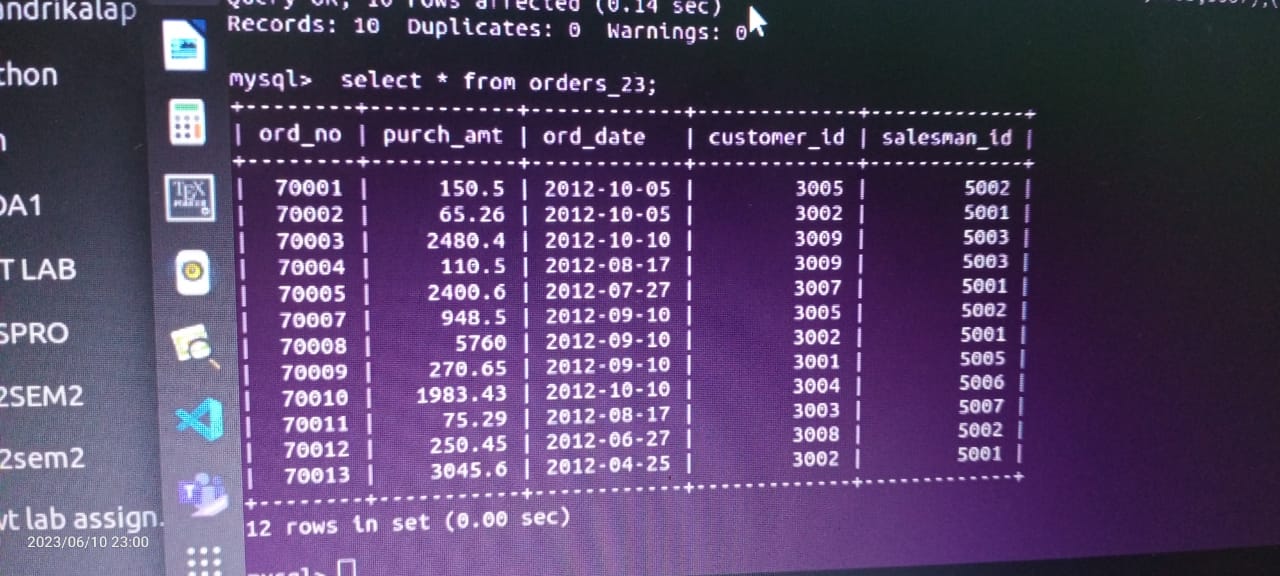 andrikalap
thon
DA1
T LAB
SPRO
2SEM2
2sem2
vt lab assign.
2023/06/10 23:00
TEX
MAKER
Query OK, 10 rows affected (0.14 sec)
Records: 10  Duplicates: 0  Warnings: 0
mysql>  select * from orders_23;
+--------+-----------+------------+-------------+-------------+
| ord_no | purch_amt | ord_date   | customer_id | salesman_id |
+--------+-----------+------------+-------------+-------------+
|  70001 |     150.5 | 2012-10-05 |        3005 |        5002 |
|  70002 |     65.26 | 2012-10-05 |        3002 |        5001 |
|  70003 |    2480.4 | 2012-10-10 |        3009 |        5003 |
|  70004 |     110.5 | 2012-08-17 |        3009 |        5003 |
|  70005 |    2400.6 | 2012-07-27 |        3007 |        5001 |
|  70007 |     948.5 | 2012-09-10 |        3005 |        5002 |
|  70008 |      5760 | 2012-09-10 |        3002 |        5001 |
|  70009 |    270.65 | 2012-09-10 |        3001 |        5005 |
|  70010 |   1983.43 | 2012-10-10 |        3004 |        5006 |
|  70011 |     75.29 | 2012-08-17 |        3003 |        5007 |
|  70012 |    250.45 | 2012-06-27 |        3008 |        5002 |
|  70013 |    3045.6 | 2012-04-25 |        3002 |        5001 |
+--------+-----------+------------+-------------+-------------+
12 rows in set (0.00 sec)
mysql>